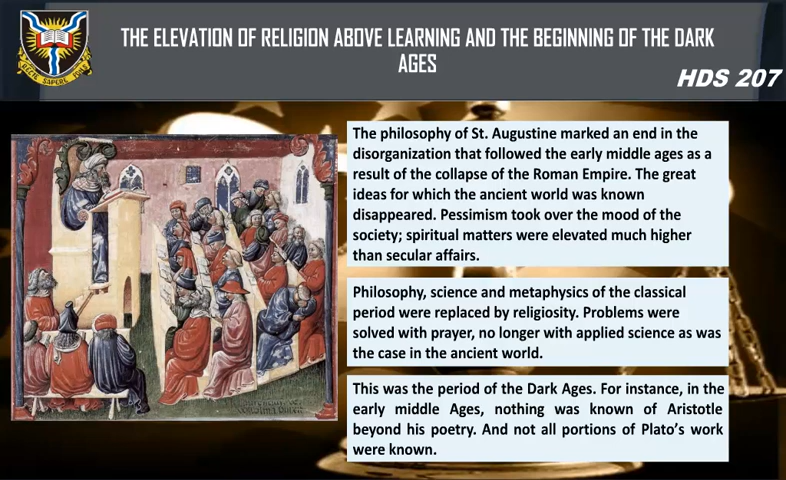 THE ELEVATION OF RELIGION ABOVE LEARNING AND THE BEGINNING OF THE DARK
AGES
HDS 207
RECTE SAPERE FONS
The philosophy of St. Augustine marked an end in the
disorganization that followed the early middle ages as a
result of the collapse of the Roman Empire. The great
ideas for which the ancient world was known
disappeared. Pessimism took over the mood of the
society; spiritual matters were elevated much higher
than secular affairs.
Philosophy, science and metaphysics of the classical
period were replaced by religiosity. Problems were
solved with prayer, no longer with applied science as was
the case in the ancient world.
This was the period of the Dark Ages. For instance, in the
early middle Ages, nothing was known of Aristotle
beyond his poetry. And not all portions of Plato's work
were known.